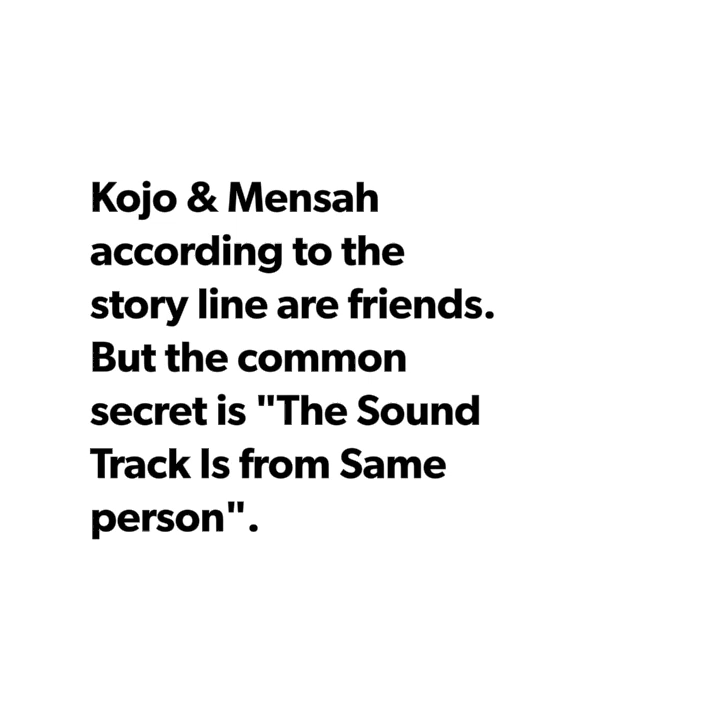 Kojo & Mensah
according to the
story line are friends.
But the common
secret is "The Sound
Track Is from Same
person".